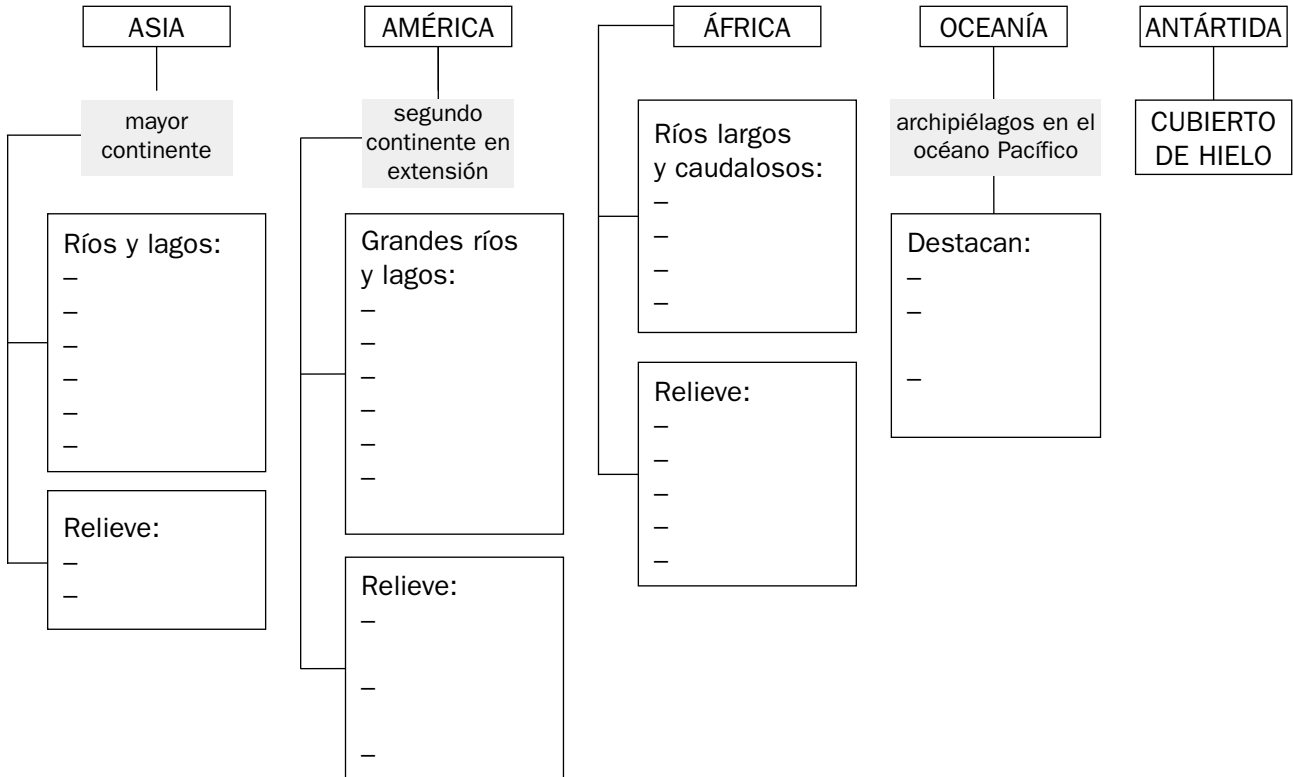 ASIA
mayor
continente
Ríos y lagos:
–
–
–
–
–
–
Relieve:
–
–
AMÉRICA
segundo
continente en
extensión
Grandes ríos
y lagos:
–
–
–
–
–
–
Relieve:
–
–
–
ÁFRICA
Ríos largos
y caudalosos:
–
–
–
–
Relieve:
–
–
–
–
–
OCEANÍA
archipiélagos en el
océano Pacífico
Destacan:
–
–
–
ANTÁRTIDA
CUBIERTO
DE HIELO